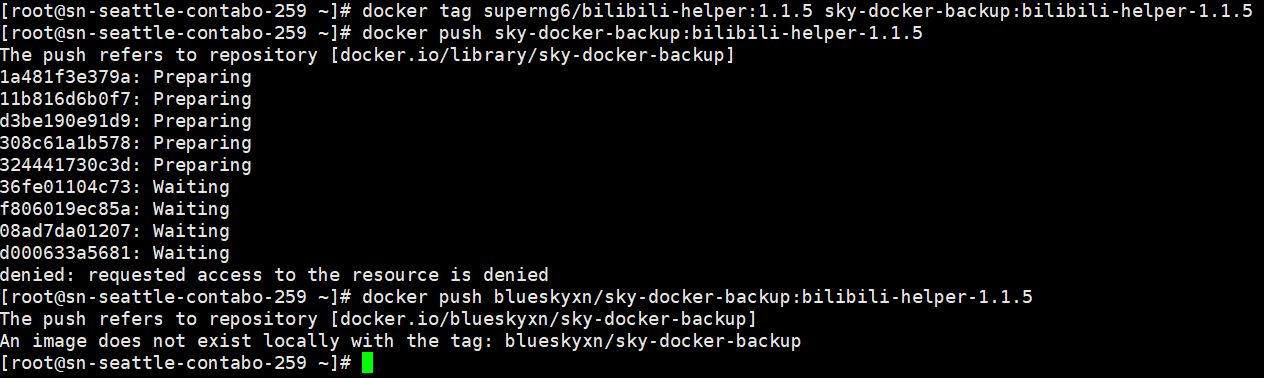 [root@sn-seattle-contabo-259 ~]# docker tag superng6/bilibili-helper:1.1.5 sky-docker-backup:bilibili-helper-1.1.5
[root@sn-seattle-contabo-259 ~]# docker push sky-docker-backup:bilibili-helper-1.1.5
The push refers to repository [docker.io/library/sky-docker-backup]
1a481f3e379a: Preparing
11b816d6b0f7: Preparing
d3be190e91d9: Preparing
308c61a1b578: Preparing
324441730c3d: Preparing
36fe01104c73: Waiting
f806019ec85a: Waiting
08ad7da01207: Waiting
d000633a5681: Waiting
denied: requested access to the resource is denied
[root@sn-seattle-contabo-259 ~]# docker push blueskyxn/sky-docker-backup:bilibili-helper-1.1.5
The push refers to repository [docker.io/blueskyxn/sky-docker-backup]
An image does not exist locally with the tag: blueskyxn/sky-docker-backup
[root@sn-seattle-contabo-259 ~]#